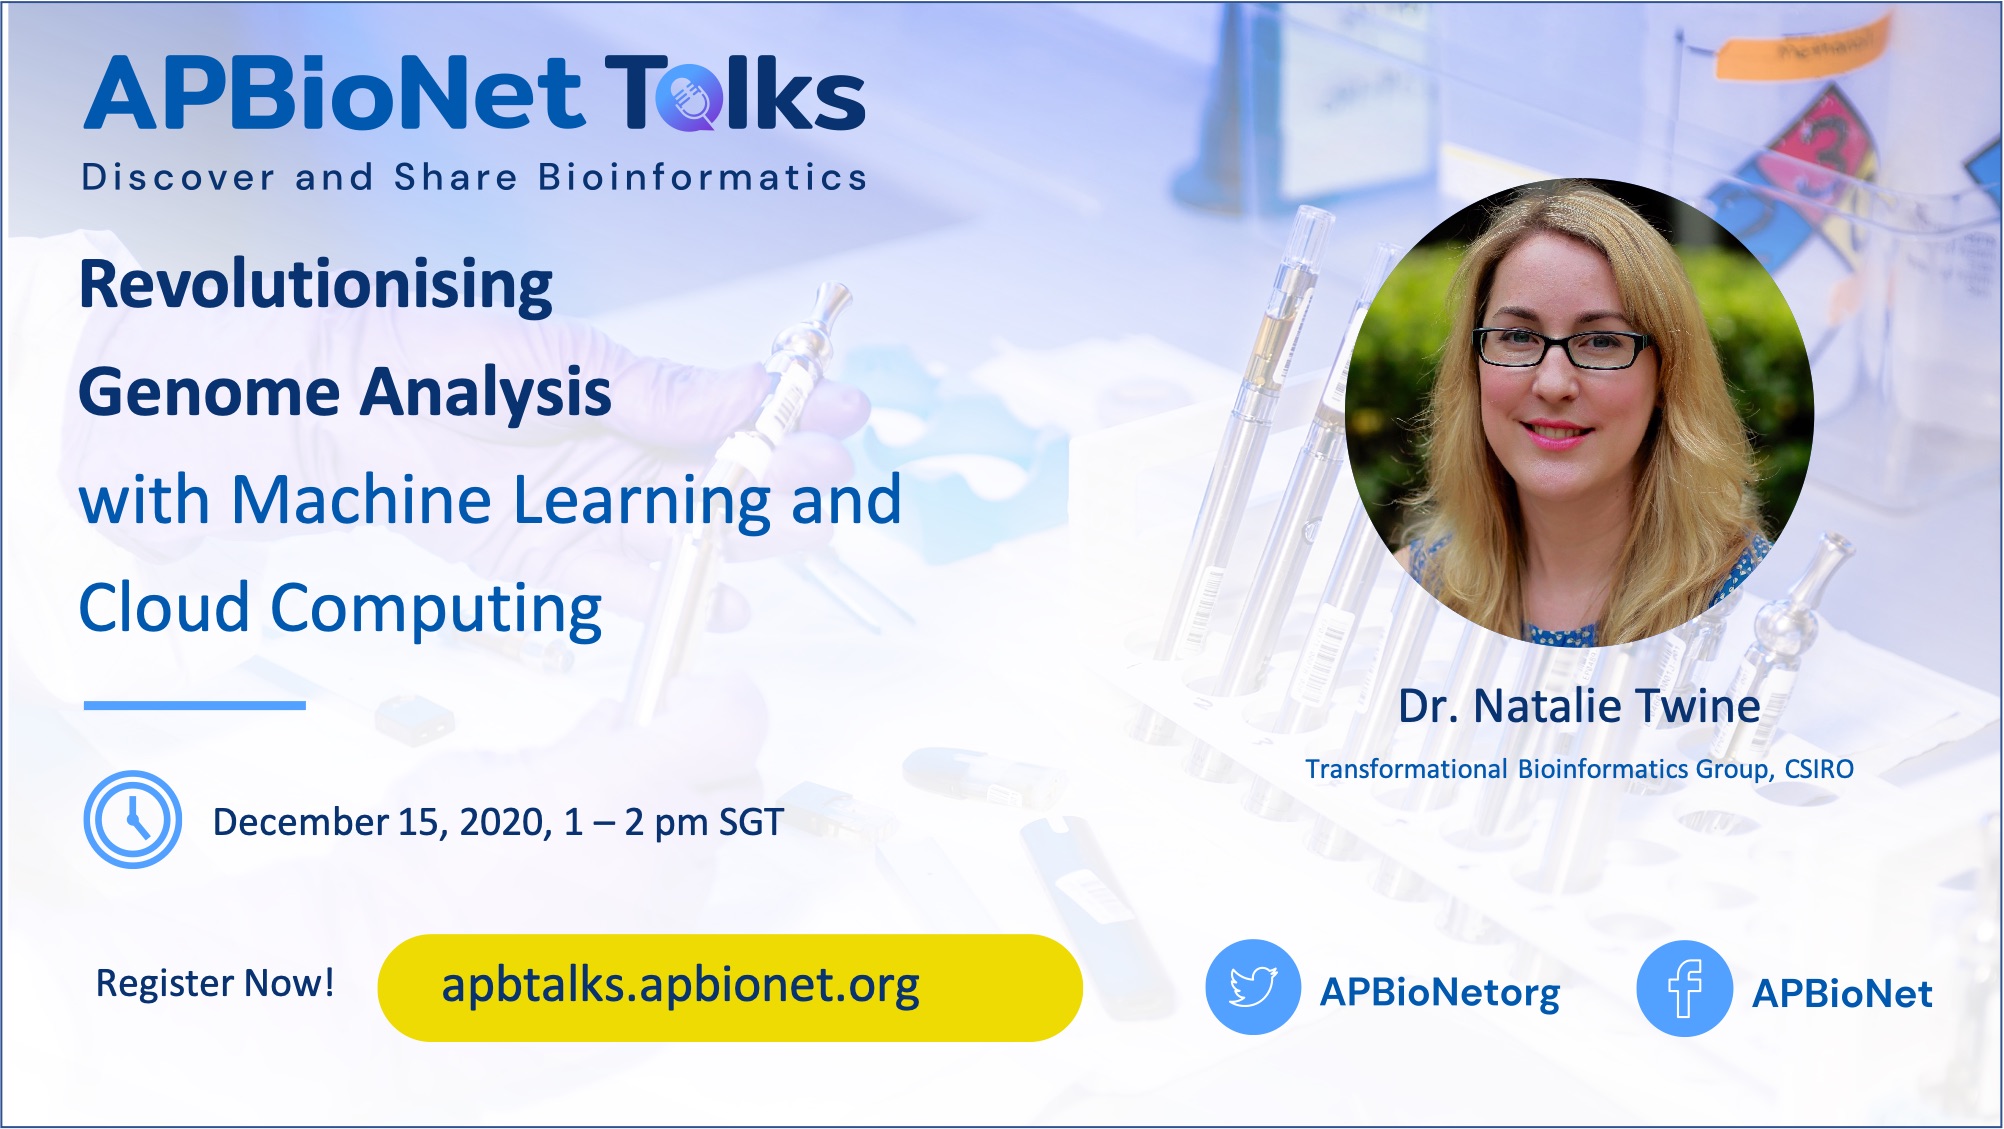 APBioNet Talks
Discover and Share Bioinformatics
Revolutionising
Genome Analysis
with Machine Learning and
Cloud Computing
December 15, 2020, 1 – 2 pm SGT
Register Now!
apbtalks.apbionet.org
Dr. Natalie Twine
Transformational Bioinformatics Group, CSIRO
APBioNetorg
APBioNet
3